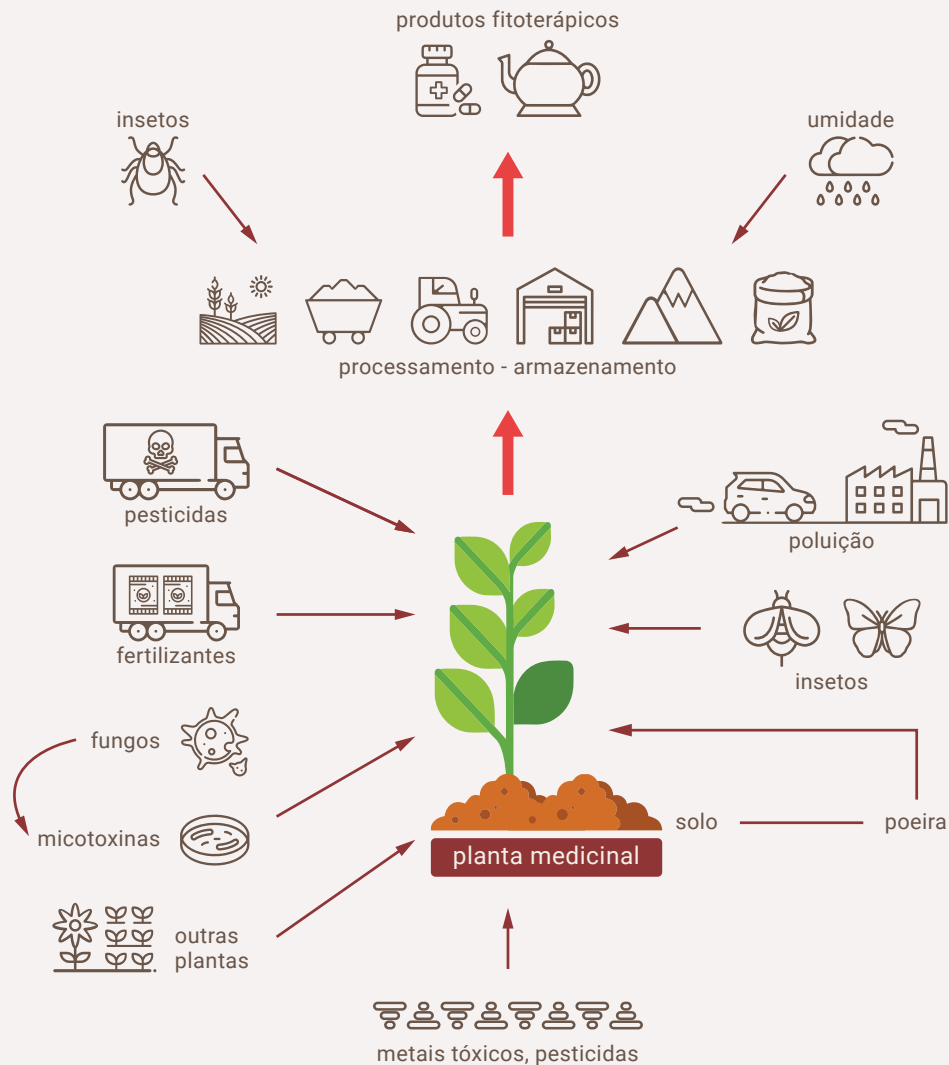 produtos fitoterápicos
insetos
umidade
processamento - armazenamento
pesticidas
poluição
fertilizantes
insetos
fungos
micotoxinas
solo
poeira
planta medicinal
outras
plantas
metais tóxicos, pesticidas